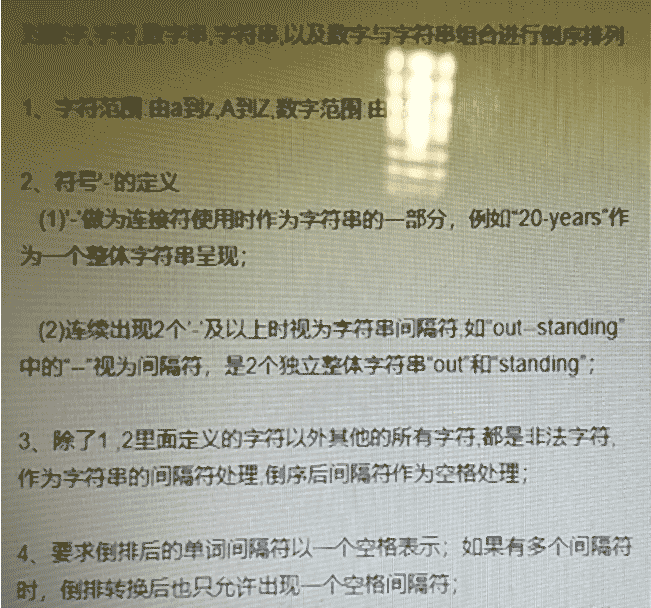 对数字,字符,数字串,字符串,以及数字与字符串组合进行倒序排列
1、字符范围 由a到z,A到Z,数字范围 由
2、符号'-'的定义
(1)'-'做为连接符使用时作为字符串的一部分，例如"20-years"作
为一个整体字符串呈现；
(2)连续出现2个'-'及以上时视为字符串间隔符,如"out--standing"
中的"--"视为间隔符，是2个独立整体字符串"out"和"standing"；
3、除了1 ,2里面定义的字符以外其他的所有字符,都是非法字符,
作为字符串的间隔符处理,倒序后间隔符作为空格处理；
4、要求倒排后的单词间隔符以一个空格表示；如果有多个间隔符
时，倒排转换后也只允许出现一个空格间隔符；